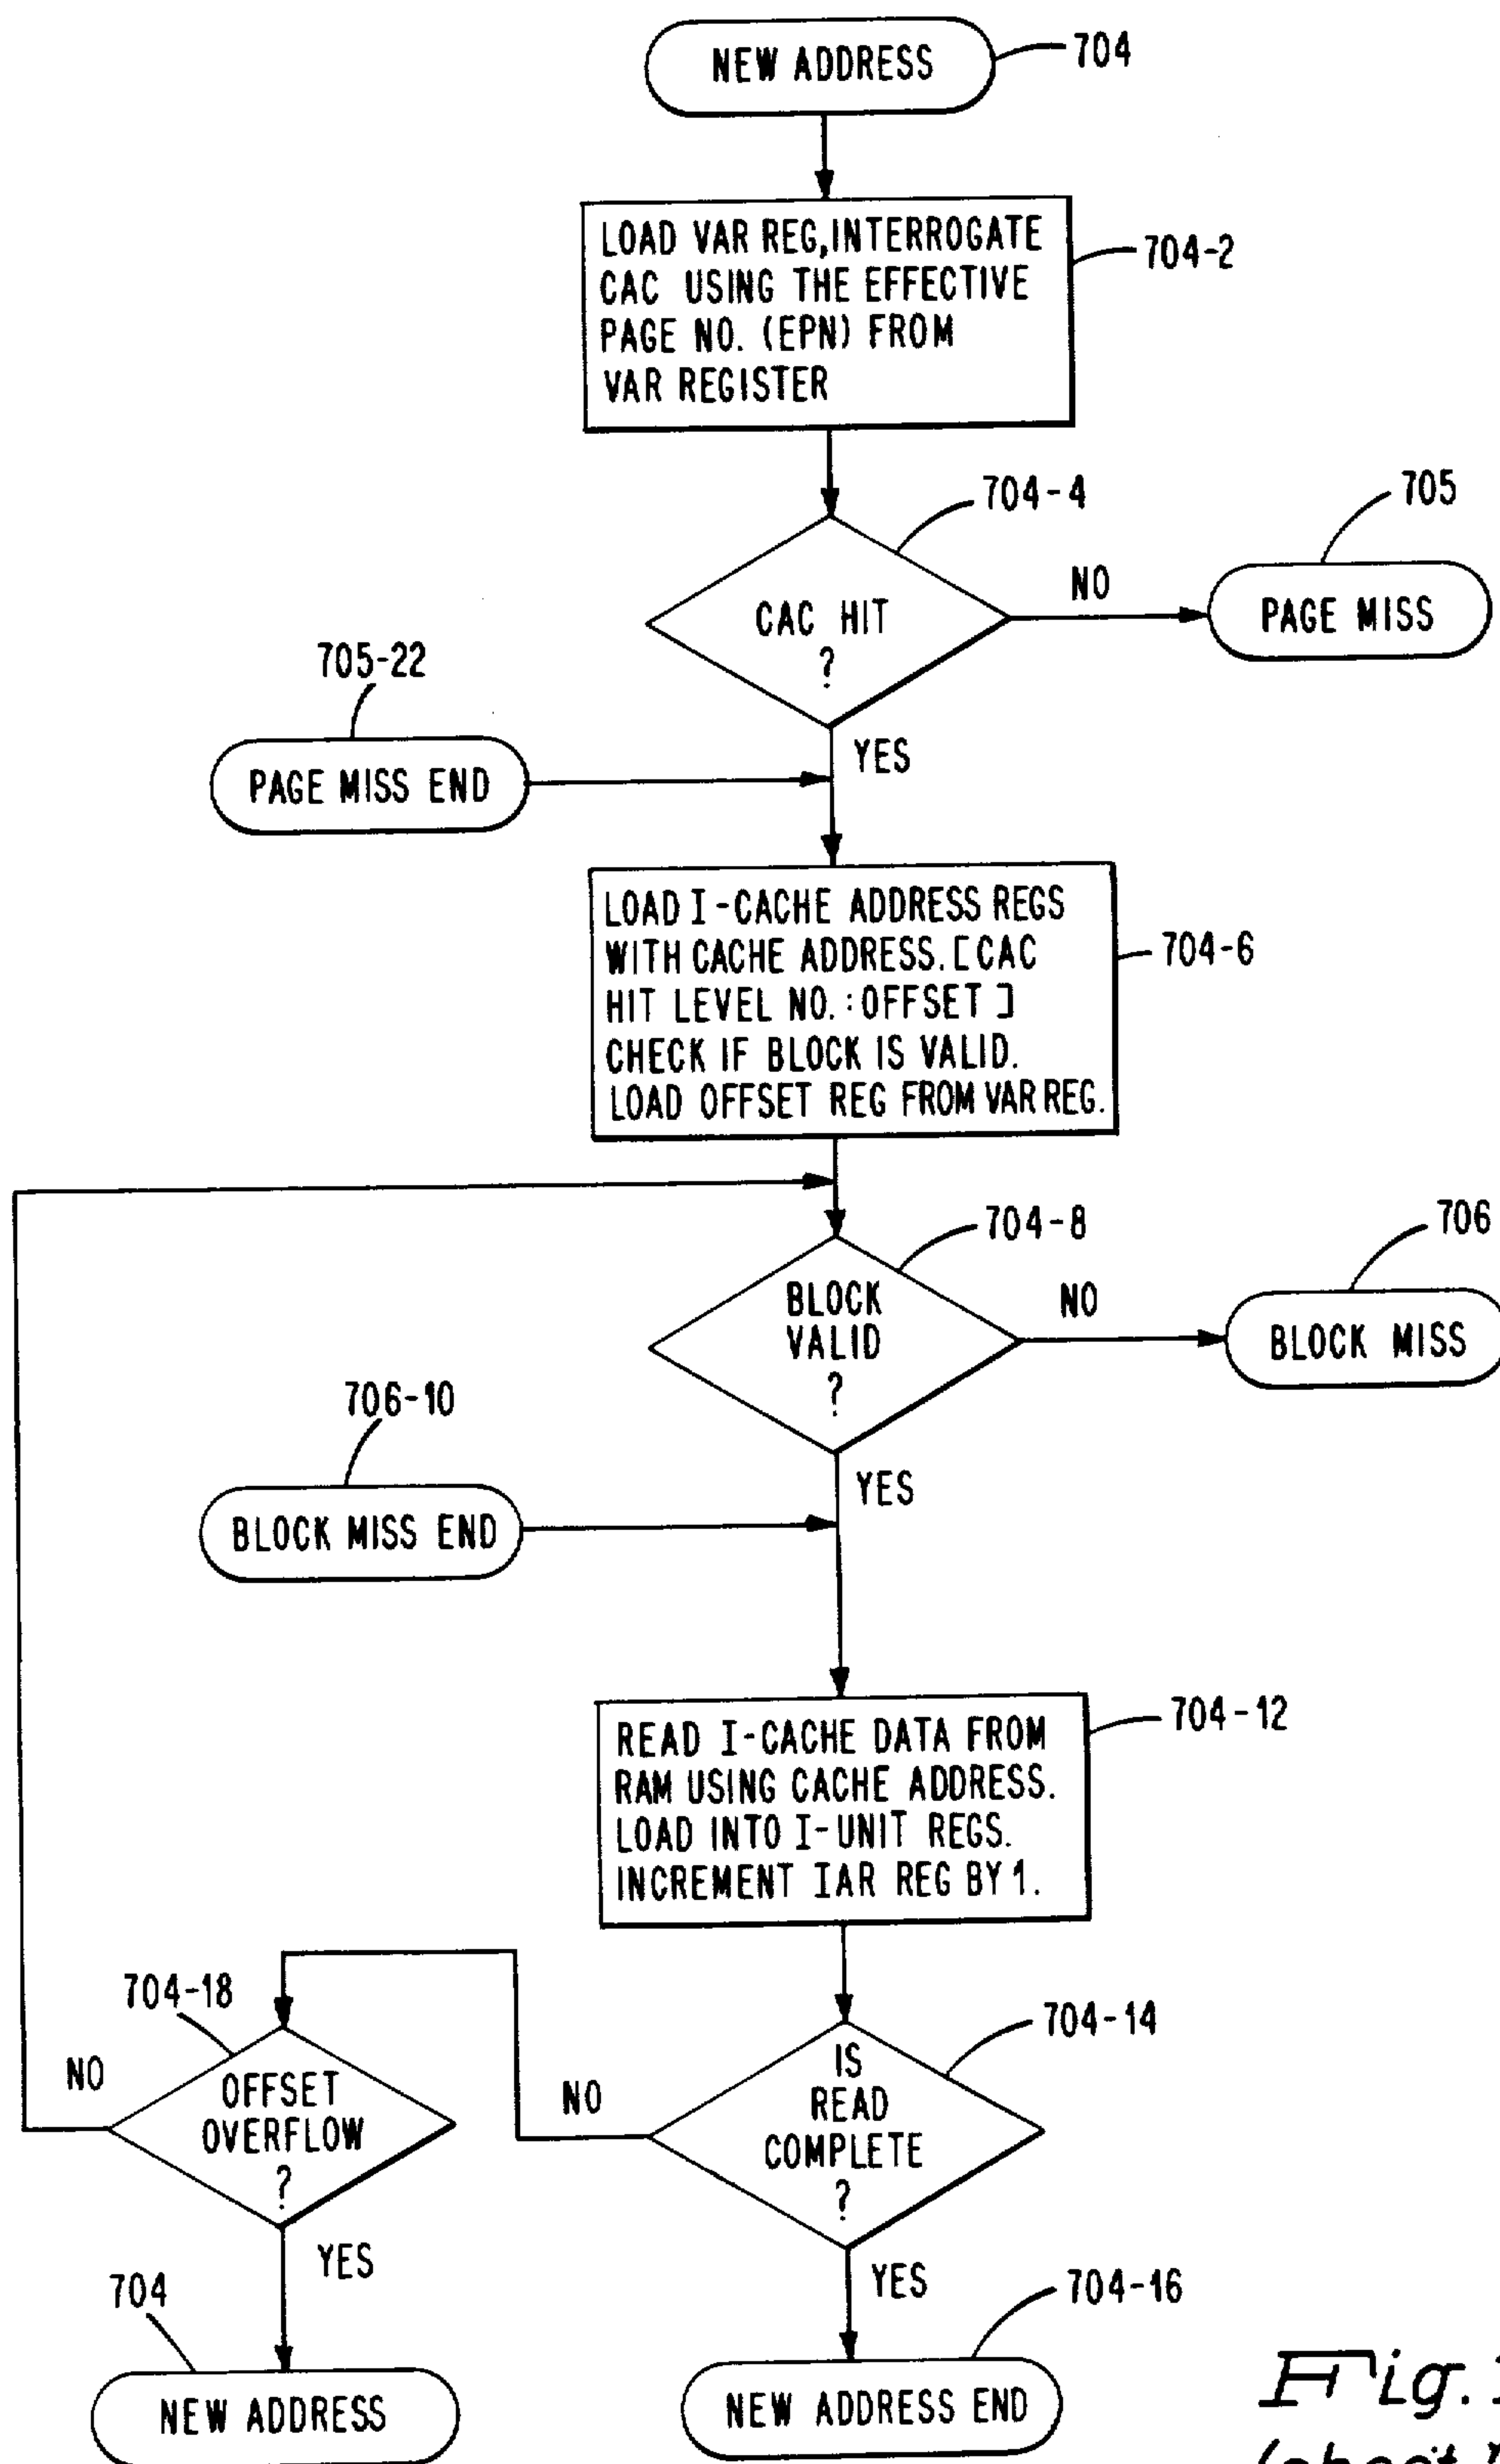 NEW ADDRESS
704
LOAD VAR REG, INTERROGATE
CAC USING THE EFFECTIVE
PAGE NO. (EPN) FROM
VAR REGISTER
704-2
704-4
CAC HIT
?
NO
705
PAGE MISS
YES
705-22
PAGE MISS END
LOAD I-CACHE ADDRESS REGS
WITH CACHE ADDRESS. [CAC
HIT LEVEL NO.:OFFSET]
CHECK IF BLOCK IS VALID.
LOAD OFFSET REG FROM VAR REG.
704-6
704-8
BLOCK
VALID
?
NO
706
BLOCK MISS
YES
706-10
BLOCK MISS END
READ I-CACHE DATA FROM
RAM USING CACHE ADDRESS.
LOAD INTO I-UNIT REGS.
INCREMENT IAR REG BY 1.
704-12
704-14
IS
READ
COMPLETE
?
NO
704-18
OFFSET
OVERFLOW
?
NO
YES
704
NEW ADDRESS
YES
704-16
NEW ADDRESS END
Fig.